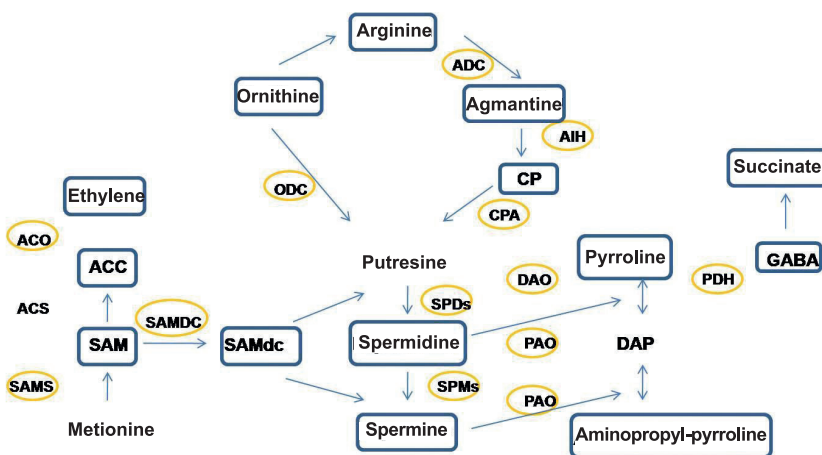 Arginine
ADC
Ornithine
Agmantine
AIH
Succinate
CP
ODC
Ethylene
CPA
ACO
Putresine
Pyrroline
GABA
ACC
DAO
PDH
SPDs
ACS
SAMDC
SAM
SAMdc
Spermidine
PAO
DAP
SAMS
SPMs
PAO
Metionine
Spermine
Aminopropyl-pyrroline